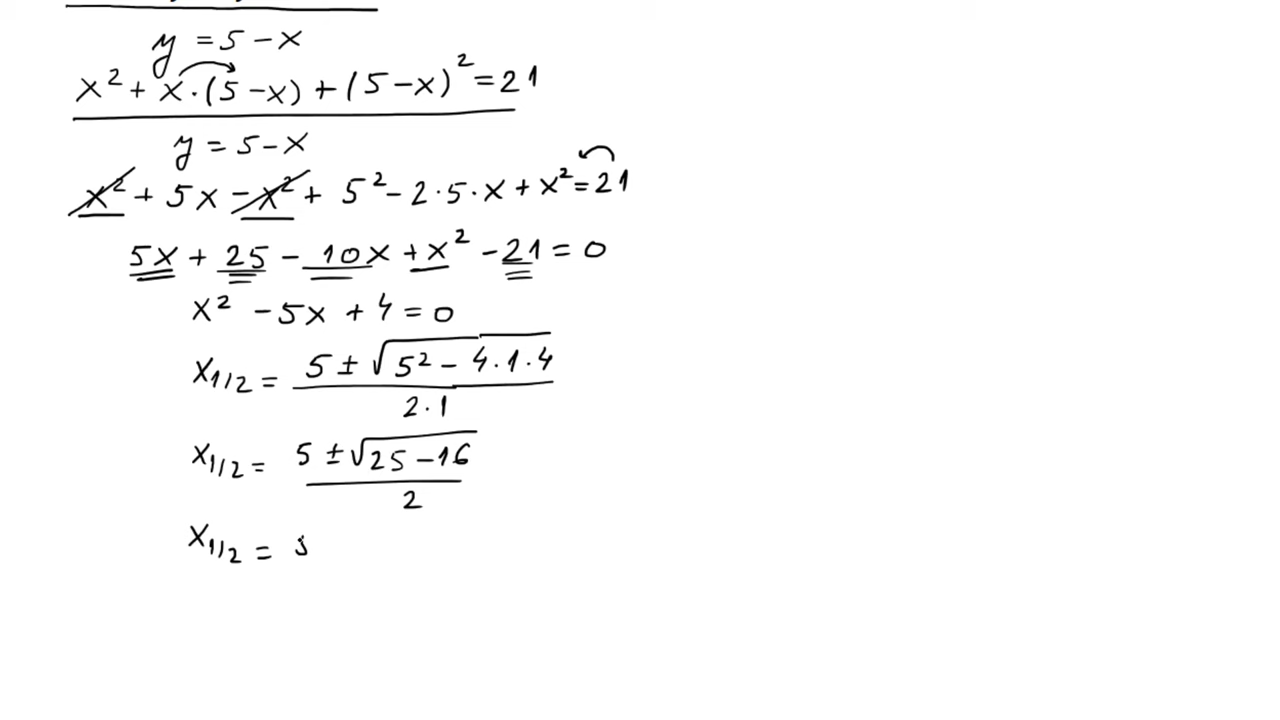 y = 5 - x
x² + x · (5 - x) + (5 - x)² = 21
y = 5 - x
x² + 5x - x² + 5² - 2 · 5 · x + x² = 21
5x + 25 - 10x + x² - 21 = 0
x² - 5x + 4 = 0
x₁/₂ = (5 ± √(5² - 4 · 1 · 4)) / (2 · 1)
x₁/₂ = (5 ± √(25 - 16)) / 2
x₁/₂ =